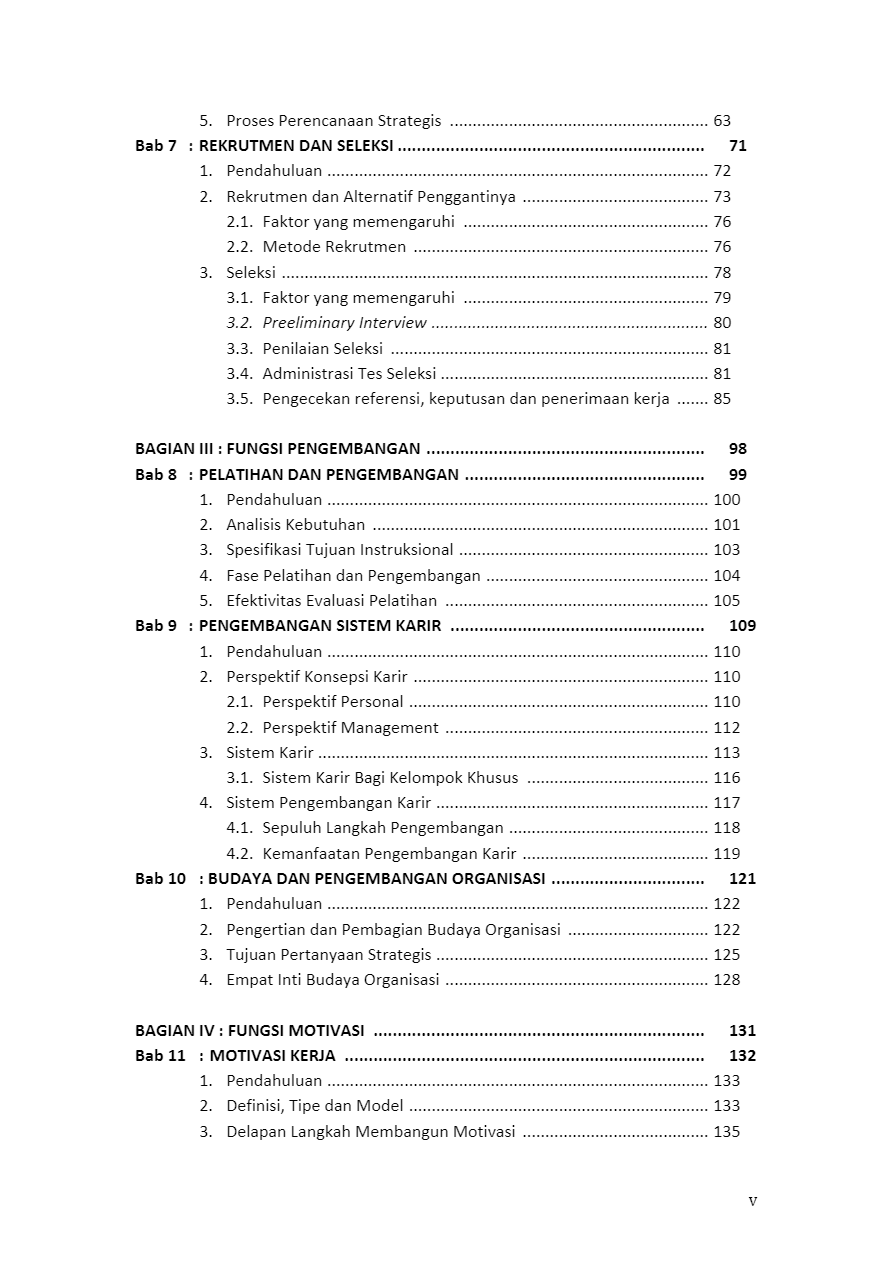 5. Proses Perencanaan Strategis ........................................................ 63
Bab 7 : REKRUTMEN DAN SELEKSI ................................................................ 71
1. Pendahuluan ................................................................................... 72
2. Rekrutmen dan Alternatif Penggantinya ......................................... 73
2.1. Faktor yang memengaruhi ...................................................... 76
2.2. Metode Rekrutmen ................................................................ 76
3. Seleksi ............................................................................................. 78
3.1. Faktor yang memengaruhi ...................................................... 79
3.2. Preeliminary Interview ............................................................ 80
3.3. Penilaian Seleksi ..................................................................... 81
3.4. Administrasi Tes Seleksi .......................................................... 81
3.5. Pengecekan referensi, keputusan dan penerimaan kerja ....... 85
BAGIAN III : FUNGSI PENGEMBANGAN .......................................................... 98
Bab 8 : PELATIHAN DAN PENGEMBANGAN .................................................. 99
1. Pendahuluan ................................................................................... 100
2. Analisis Kebutuhan ......................................................................... 101
3. Spesifikasi Tujuan Instruksional ...................................................... 103
4. Fase Pelatihan dan Pengembangan ................................................ 104
5. Efektivitas Evaluasi Pelatihan ......................................................... 105
Bab 9 : PENGEMBANGAN SISTEM KARIR ..................................................... 109
1. Pendahuluan ................................................................................... 110
2. Perspektif Konsepsi Karir ................................................................ 110
2.1. Perspektif Personal ................................................................. 110
2.2. Perspektif Management ......................................................... 112
3. Sistem Karir ..................................................................................... 113
3.1. Sistem Karir Bagi Kelompok Khusus ....................................... 116
4. Sistem Pengembangan Karir ........................................................... 117
4.1. Sepuluh Langkah Pengembangan ........................................... 118
4.2. Kemanfaatan Pengembangan Karir ........................................ 119
Bab 10 : BUDAYA DAN PENGEMBANGAN ORGANISASI ................................ 121
1. Pendahuluan ................................................................................... 122
2. Pengertian dan Pembagian Budaya Organisasi .............................. 122
3. Tujuan Pertanyaan Strategis ........................................................... 125
4. Empat Inti Budaya Organisasi ......................................................... 128
BAGIAN IV : FUNGSI MOTIVASI ..................................................................... 131
Bab 11 : MOTIVASI KERJA ........................................................................... 132
1. Pendahuluan ................................................................................... 133
2. Definisi, Tipe dan Model ................................................................. 133
3. Delapan Langkah Membangun Motivasi ........................................ 135
v